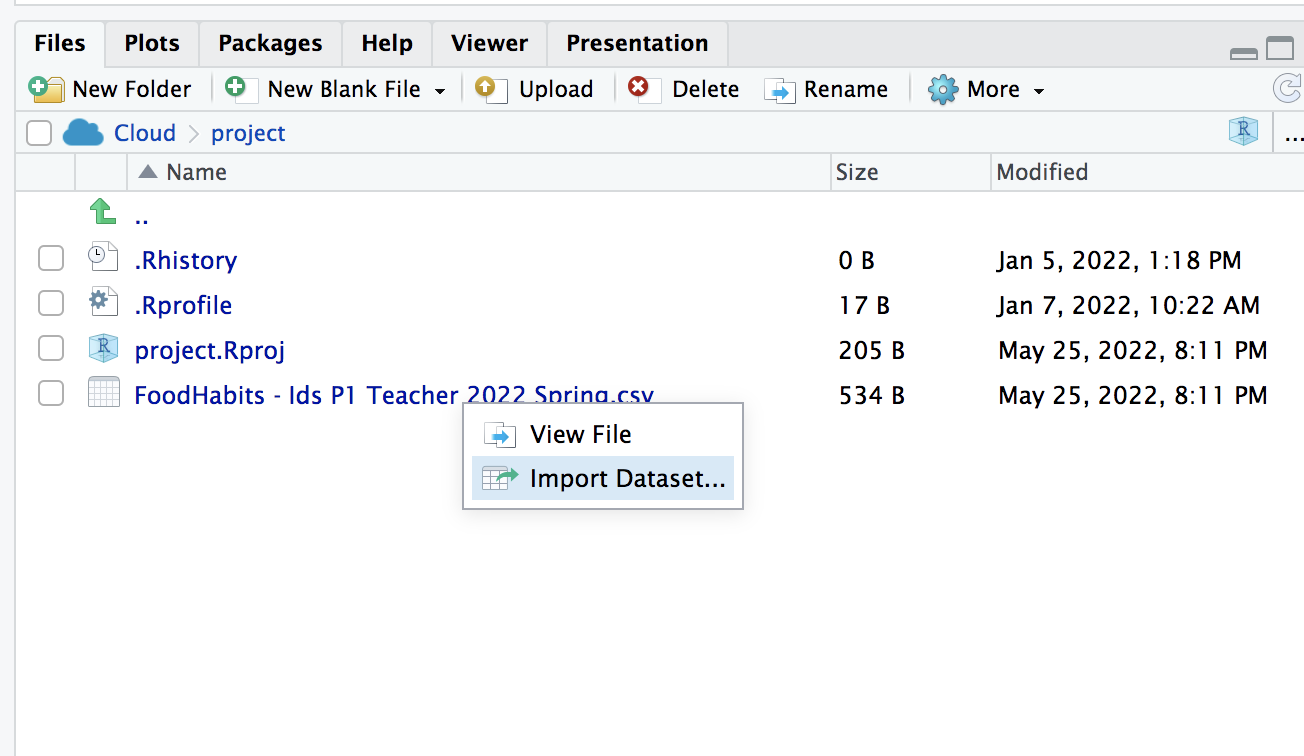 Files Plots Packages Help Viewer Presentation
New Folder New Blank File Upload Delete Rename More
Cloud project ...
Name Size Modified
..
.Rhistory 0 B Jan 5, 2022, 1:18 PM
.Rprofile 17 B Jan 7, 2022, 10:22 AM
R project.Rproj 205 B May 25, 2022, 8:11 PM
FoodHabits - Ids P1 Teacher 2022 Spring.csv 534 B May 25, 2022, 8:11 PM
View File
Import Dataset...